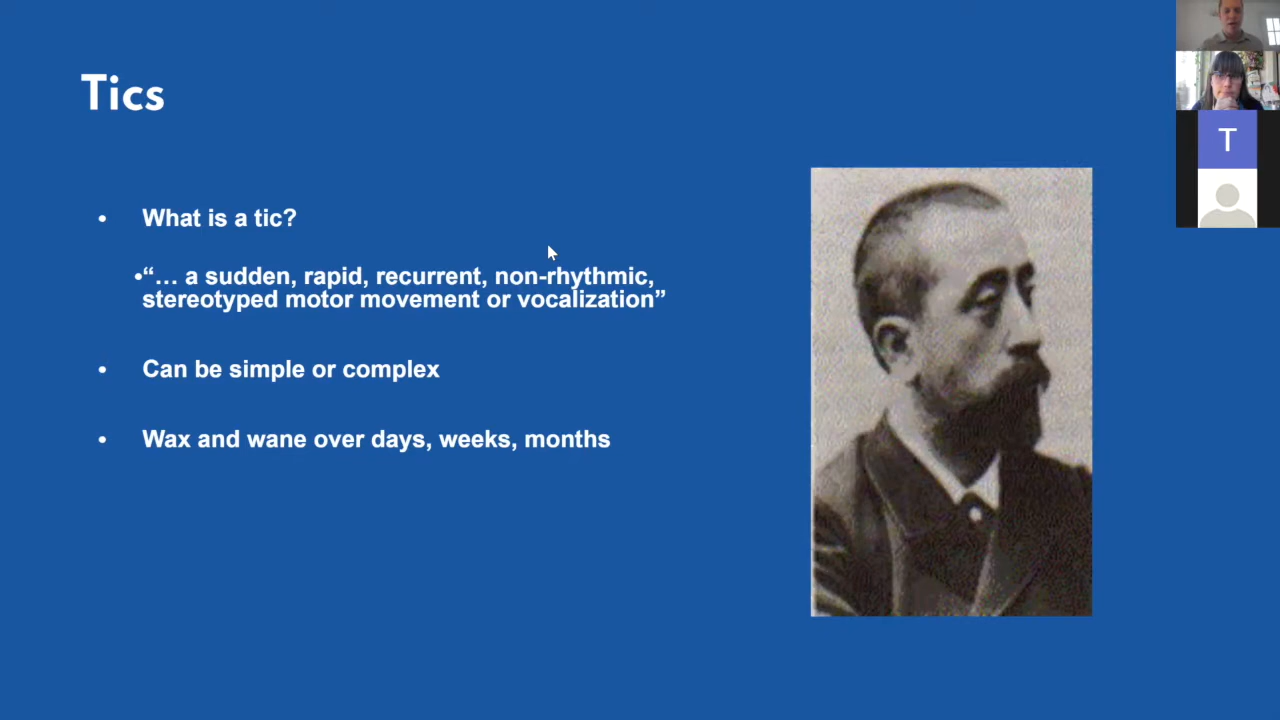 Tics
• What is a tic?
•“… a sudden, rapid, recurrent, non-rhythmic,
stereotyped motor movement or vocalization”
• Can be simple or complex
• Wax and wane over days, weeks, months
T